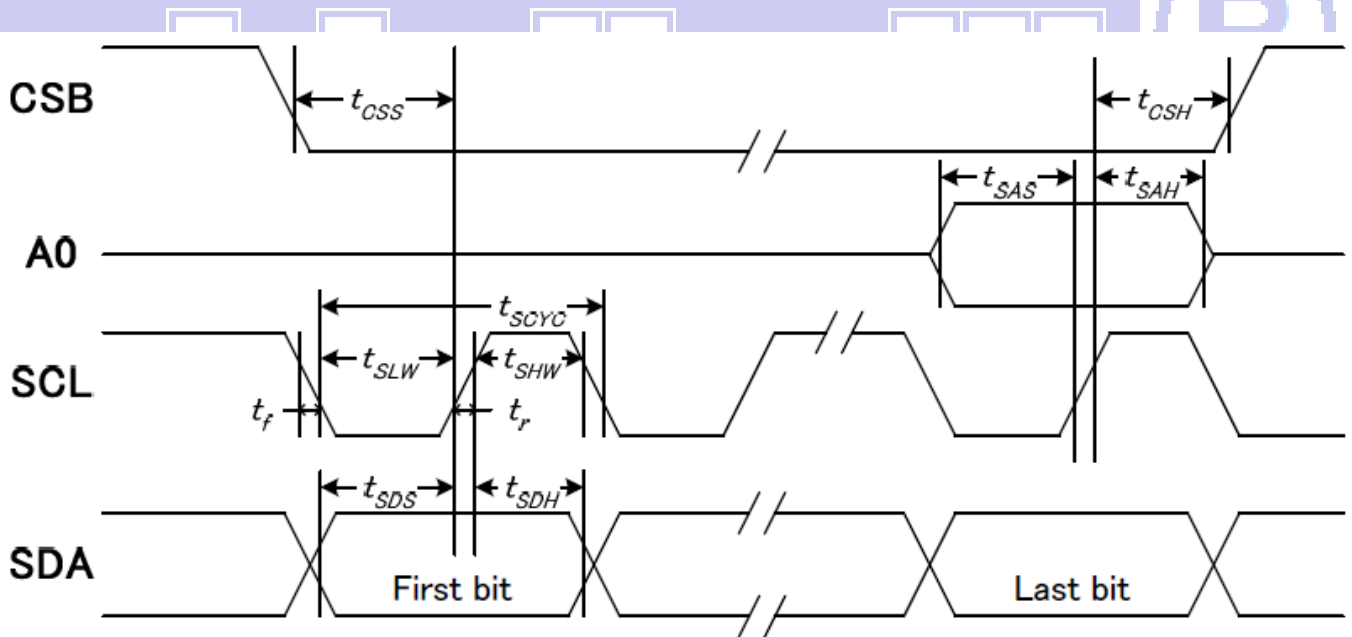 CSB
tCSS
tCSH
tSAS
tSAH
A0
tSCYC
SCL
tSLW
tSHW
tf
tr
tSDS
tSDH
SDA
First bit
Last bit